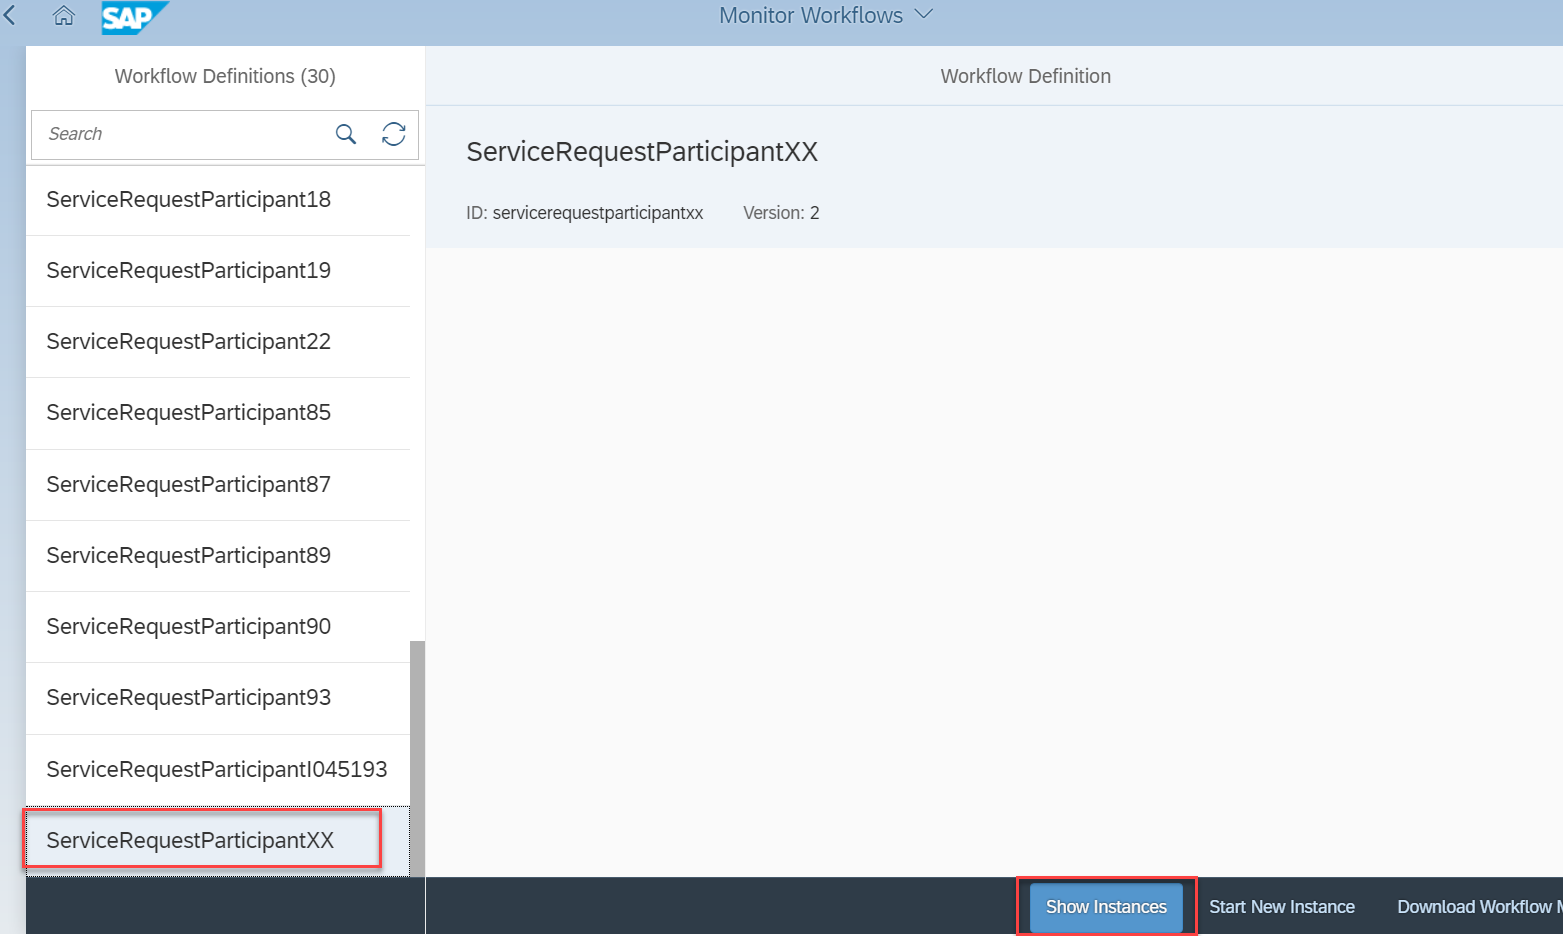 SAP
Monitor Workflows
Workflow Definitions (30)
Search
ServiceRequestParticipant18
ServiceRequestParticipant19
ServiceRequestParticipant22
ServiceRequestParticipant85
ServiceRequestParticipant87
ServiceRequestParticipant89
ServiceRequestParticipant90
ServiceRequestParticipant93
ServiceRequestParticipantI045193
ServiceRequestParticipantXX
Workflow Definition
ServiceRequestParticipantXX
ID: servicerequestparticipantxx Version: 2
Show Instances Start New Instance Download Workflow